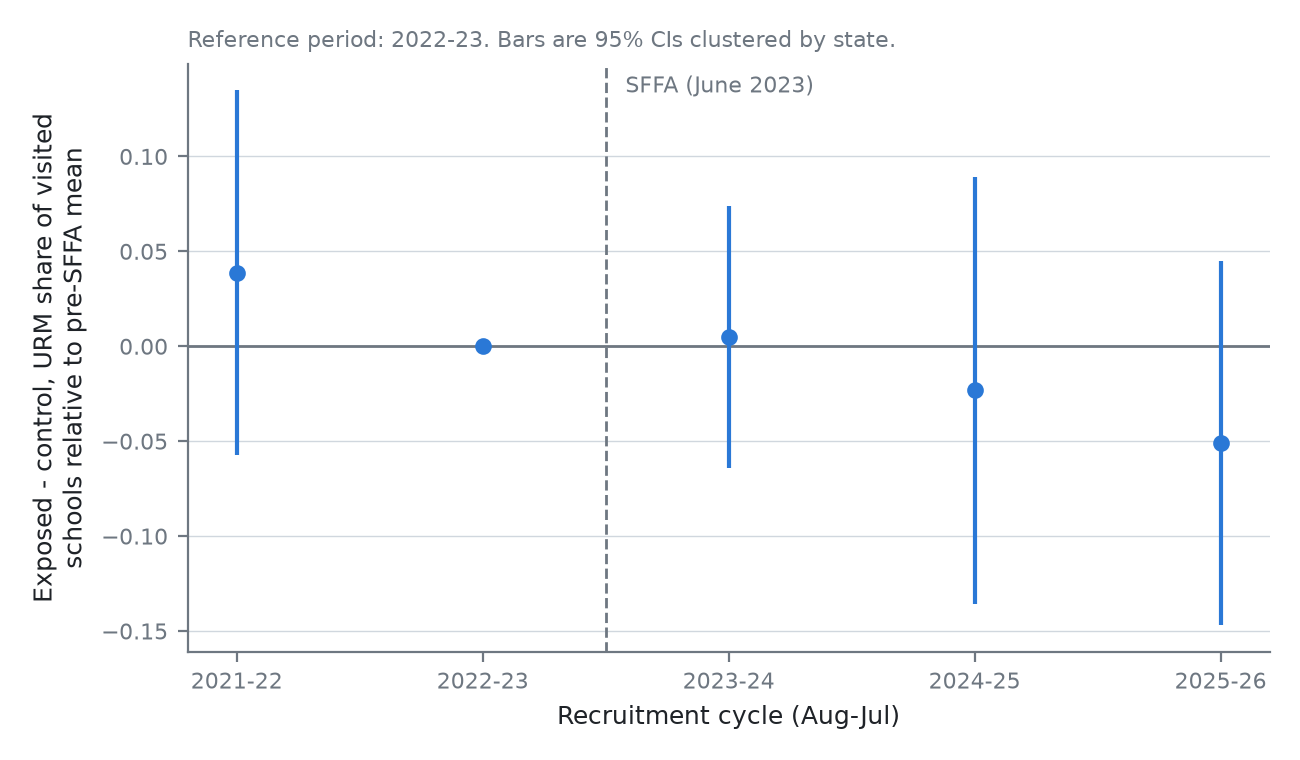 Reference period: 2022-23. Bars are 95% CIs clustered by state.
SFFA (June 2023)
Exposed - control, URM share of visited
schools relative to pre-SFFA mean
0.10
0.05
0.00
−0.05
−0.10
−0.15
2021-22
2022-23
2023-24
2024-25
2025-26
Recruitment cycle (Aug-Jul)